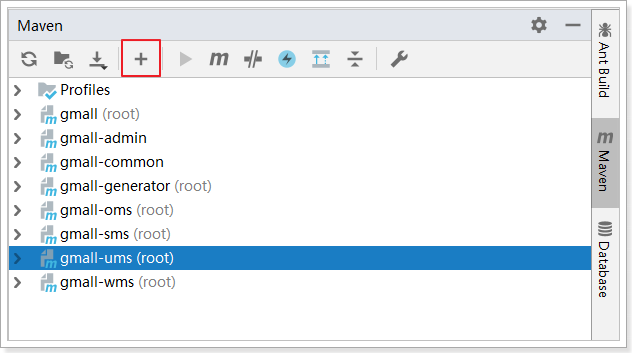 Maven
Profiles
gmall (root)
gmall-admin
gmall-common
gmall-generator (root)
gmall-oms (root)
gmall-sms (root)
gmall-ums (root)
gmall-wms (root)
Ant Build
m Maven
Database